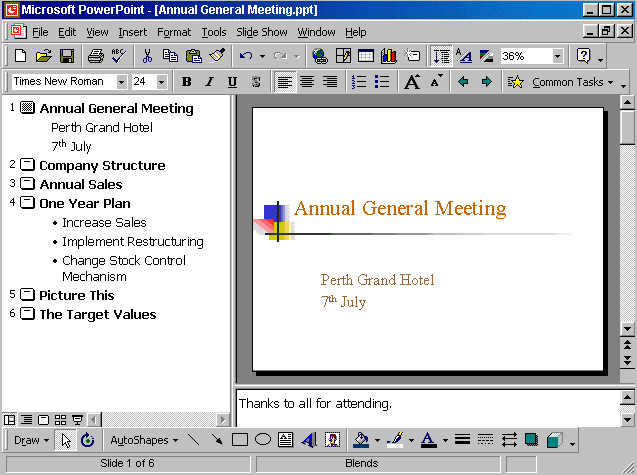 Microsoft PowerPoint - [Annual General Meeting.ppt]
File Edit View Insert Format Tools Slide Show Window Help
36%
Times New Roman 24 B I U S A A Common Tasks
1 Annual General Meeting
Perth Grand Hotel
7th July
2 Company Structure
3 Annual Sales
4 One Year Plan
• Increase Sales
• Implement Restructuring
• Change Stock Control
Mechanism
5 Picture This
6 The Target Values
Annual General Meeting
Perth Grand Hotel
7th July
Thanks to all for attending.
Draw AutoShapes
Slide 1 of 6 Blends